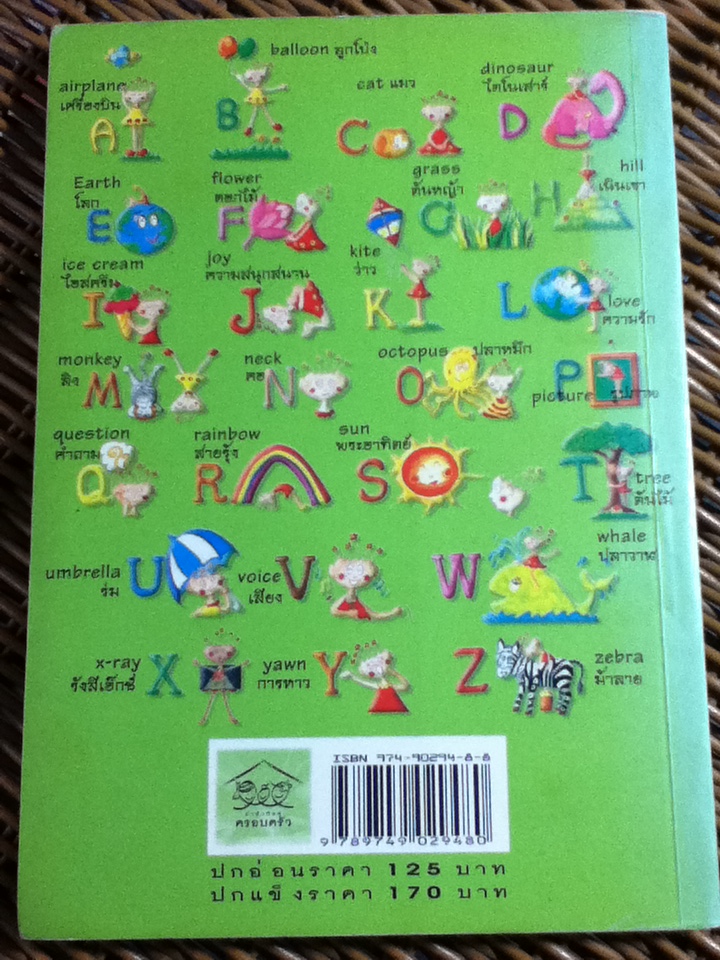 balloon ลูกโป่ง
airplane
เครื่องบิน
cat แมว
dinosaur
ไดโนเสาร์
A B C D
Earth
โลก
flower
ดอกไม้
grass
ต้นหญ้า
hill
เนินเขา
E F G H
ice cream
ไอศครีม
joy
ความสนุกสนาน
kite
ว่าว
love
ความรัก
I J K L
monkey
ลิง
neck
คอ
octopus ปลาหมึก
picture รูปภาพ
M N O P
question
คำถาม
rainbow
สายรุ้ง
sun
พระอาทิตย์
tree
ต้นไม้
Q R S T
umbrella
ร่ม
voice
เสียง
whale
ปลาวาฬ
U V W
x-ray
รังสีเอ๊กซ์
yawn
การหาว
zebra
ม้าลาย
X Y Z
ISBN 974-90294-8-8
9 789749 029480
ครอบครัว
ปกอ่อนราคา 125 บาท
ปกแข็งราคา 170 บาท